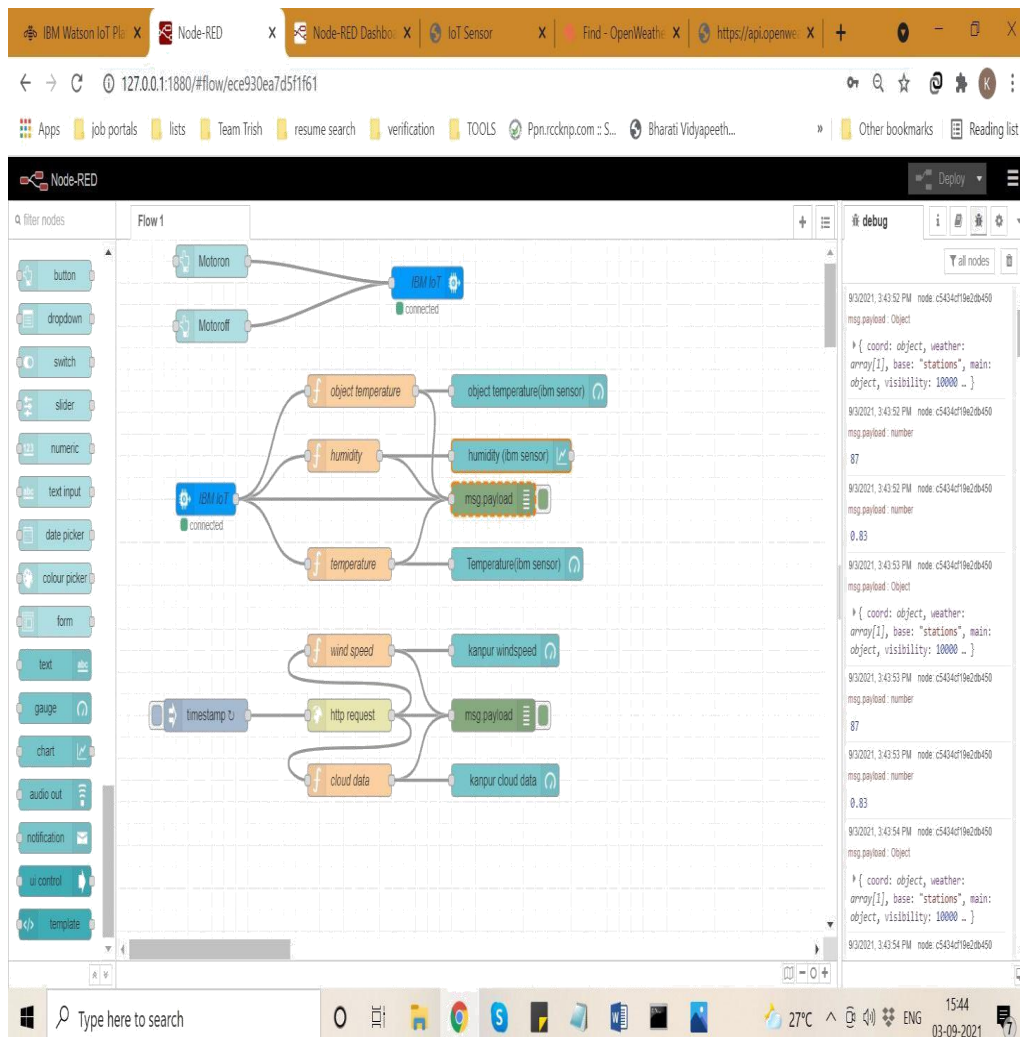 IBM Watson IoT Pla X
Node-RED X
Node-RED Dashboa X
IoT Sensor X
Find - OpenWeathe X
https://api.openwea X
127.0.0.1:1880/#flow/ece930ea7d5f1f61
K
Apps
job portals
lists
Team Trish
resume search
verification
TOOLS
Ppn.rccknp.com :: S...
Bharati Vidyapeeth...
»
Other bookmarks
Reading list
Node-RED
Deploy
filter nodes
Flow 1
debug
all nodes
button
dropdown
switch
slider
numeric
text input
date picker
colour picker
form
text
gauge
chart
audio out
notification
ui control
template
Motoron
IBM IoT
connected
Motoroff
object temperature
object temperature(ibm sensor)
humidity
humidity (ibm sensor)
IBM IoT
connected
msg.payload
temperature
Temperature(ibm sensor)
wind speed
kanpur windspeed
timestamp
http request
msg.payload
cloud data
kanpur cloud data
9/3/2021, 3:43:52 PM node: c5434cf19e2db450
msg.payload : Object
{ coord: object, weather:
array[1], base: "stations", main:
object, visibility: 10000 … }
9/3/2021, 3:43:52 PM node: c5434cf19e2db450
msg.payload : number
87
9/3/2021, 3:43:52 PM node: c5434cf19e2db450
msg.payload : number
0.83
9/3/2021, 3:43:53 PM node: c5434cf19e2db450
msg.payload : Object
{ coord: object, weather:
array[1], base: "stations", main:
object, visibility: 10000 … }
9/3/2021, 3:43:53 PM node: c5434cf19e2db450
msg.payload : number
87
9/3/2021, 3:43:53 PM node: c5434cf19e2db450
msg.payload : number
0.83
9/3/2021, 3:43:54 PM node: c5434cf19e2db450
msg.payload : Object
{ coord: object, weather:
array[1], base: "stations", main:
object, visibility: 10000 … }
9/3/2021, 3:43:54 PM node: c5434cf19e2db450
Type here to search
27°C
ENG
15:44
03-09-2021
7